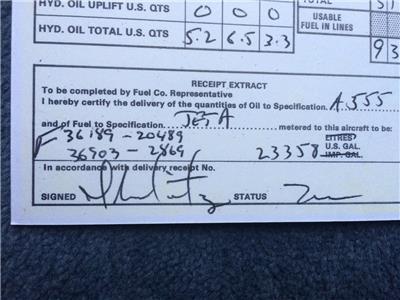 HYD. OIL UPLIFT U.S. QTS 0 0 0
TOTAL
HYD. OIL TOTAL U.S. QTS 5.2 6.5 3.3
USABLE
FUEL IN LINES
93
RECEIPT EXTRACT
To be completed by Fuel Co. Representative
I hereby certify the delivery of the quantities of Oil to Specification. A555
and of Fuel to Specification.... JET A .... metered to this aircraft to be:
36189 - 20489
LITRES
36903 - 2869 23358 U.S. GAL.
IMP. GAL.
In accordance with delivery receipt No.
SIGNED STATUS